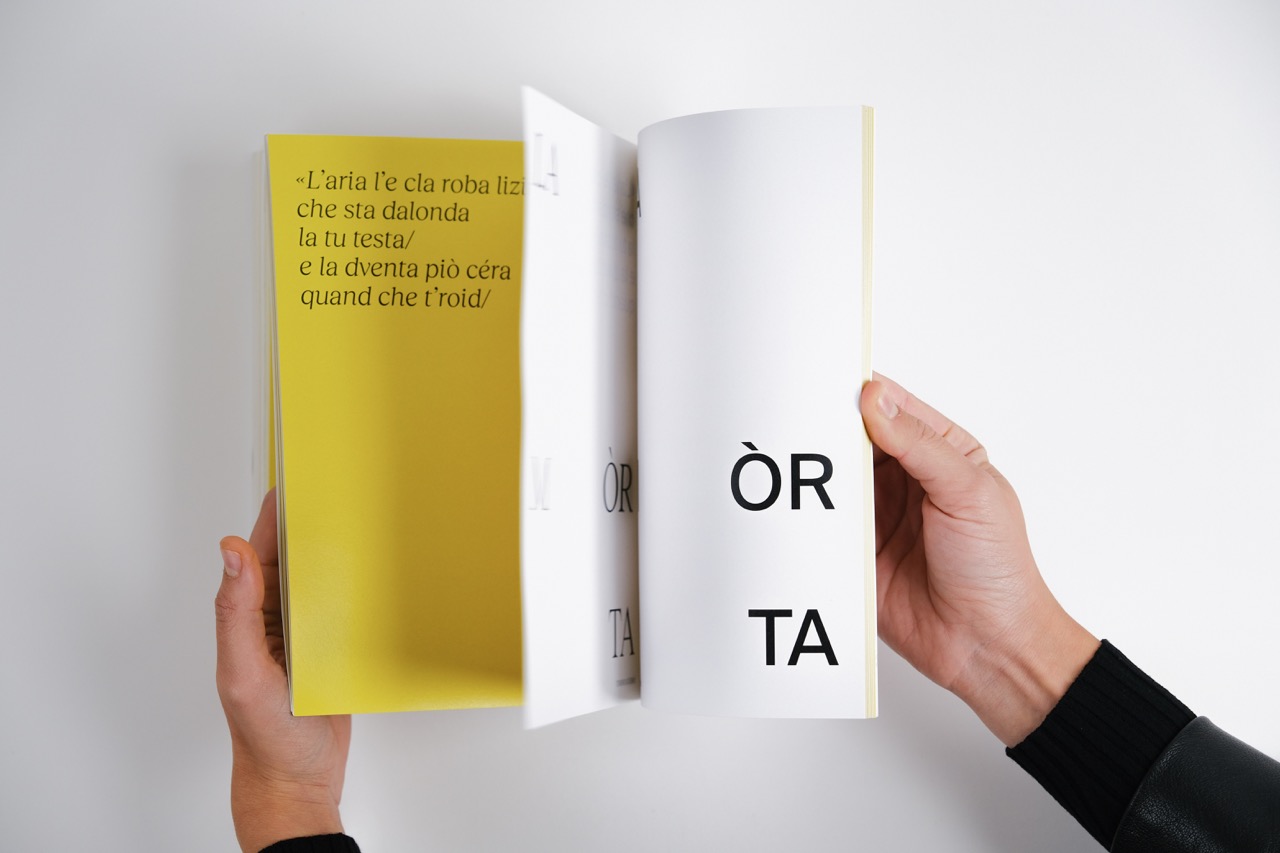 «L’aria l’e cla roba lizi
che sta dalonda
la tu testa/
e la dventa piò céra
quand che t’roid/
LA
M
ÒR
TA
ÒR
TA